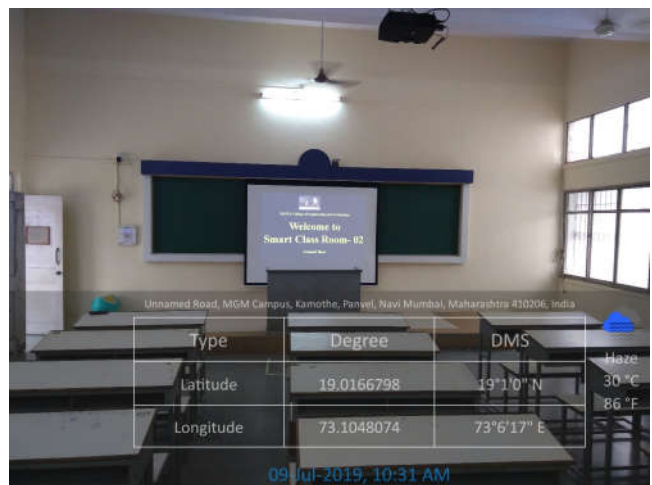 Welcome to
Smart Class Room- 02
Unnamed Road, MGM Campus, Kamothe, Panvel, Navi Mumbai, Maharashtra 410206, India
Type Degree DMS
Haze
Latitude 19.0166798 19°1'0" N
30 °C
86 °F
Longitude 73.1048074 73°6'17" E
09-Jul-2019, 10:31 AM